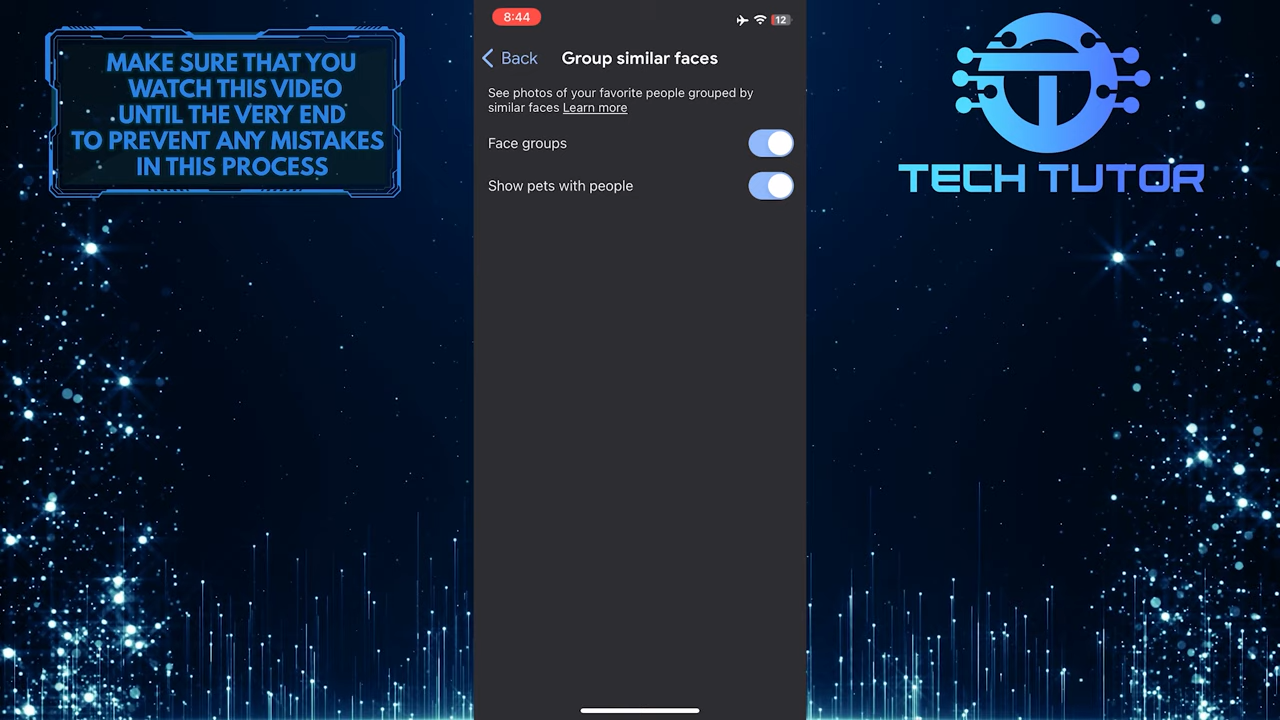 MAKE SURE THAT YOU
WATCH THIS VIDEO
UNTIL THE VERY END
TO PREVENT ANY MISTAKES
IN THIS PROCESS
8:44
12
Back
Group similar faces
See photos of your favorite people grouped by
similar faces Learn more
Face groups
Show pets with people
TECH TUTOR